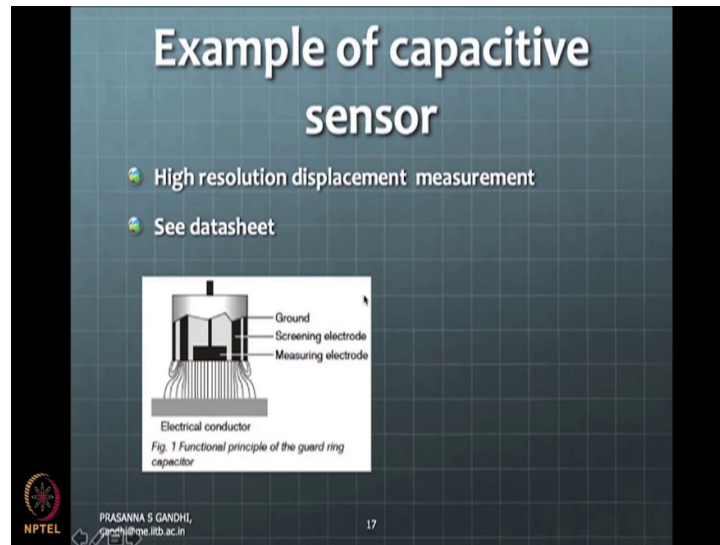 Example of capacitive
sensor
High resolution displacement measurement
See datasheet
Ground
Screening electrode
Measuring electrode
Electrical conductor
Fig. 1 Functional principle of the guard ring
capacitor
NPTEL
PRASANNA S GANDHI,
gandhi@me.iitb.ac.in
17